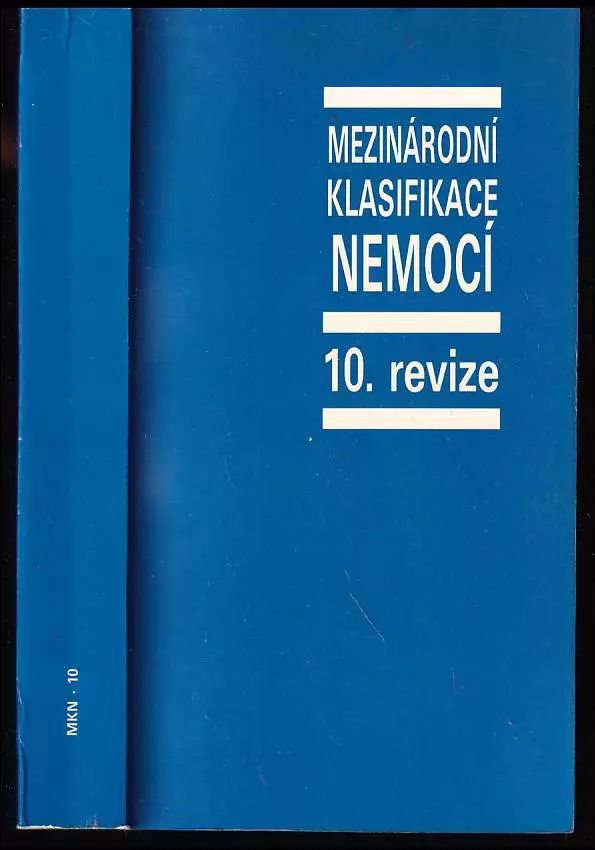 MEZINÁRODNÍ
KLASIFIKACE
NEMOCÍ
10. revize
MKN · 10